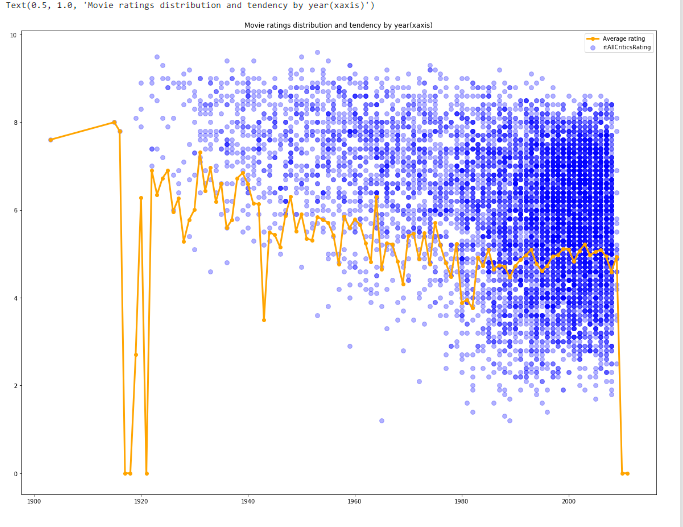 Text(0.5, 1.0, 'Movie ratings distribution and tendency by year(xaxis)')
Movie ratings distribution and tendency by year(xaxis)
Average rating
rtAllCriticsRating
10
8
6
4
2
0
1900 1920 1940 1960 1980 2000